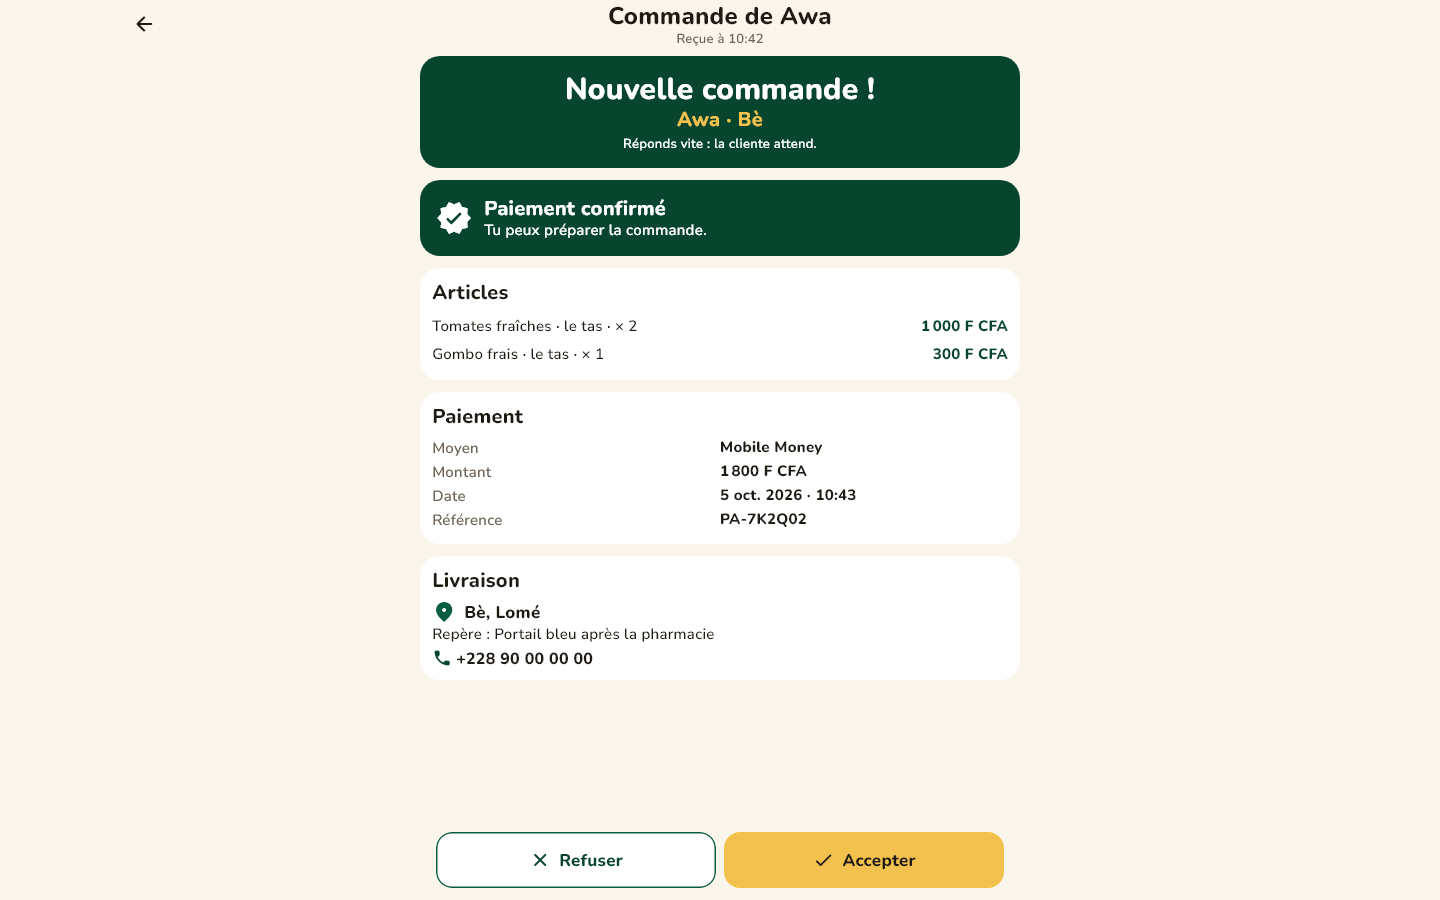 Commande de Awa
Reçue à 10:42
Nouvelle commande !
Awa · Bè
Réponds vite : la cliente attend.
Paiement confirmé
Tu peux préparer la commande.
Articles
Tomates fraîches · le tas · × 2 1 000 F CFA
Gombo frais · le tas · × 1 300 F CFA
Paiement
Moyen Mobile Money
Montant 1 800 F CFA
Date 5 oct. 2026 · 10:43
Référence PA-7K2Q02
Livraison
Bè, Lomé
Repère : Portail bleu après la pharmacie
+228 90 00 00 00
Refuser
Accepter